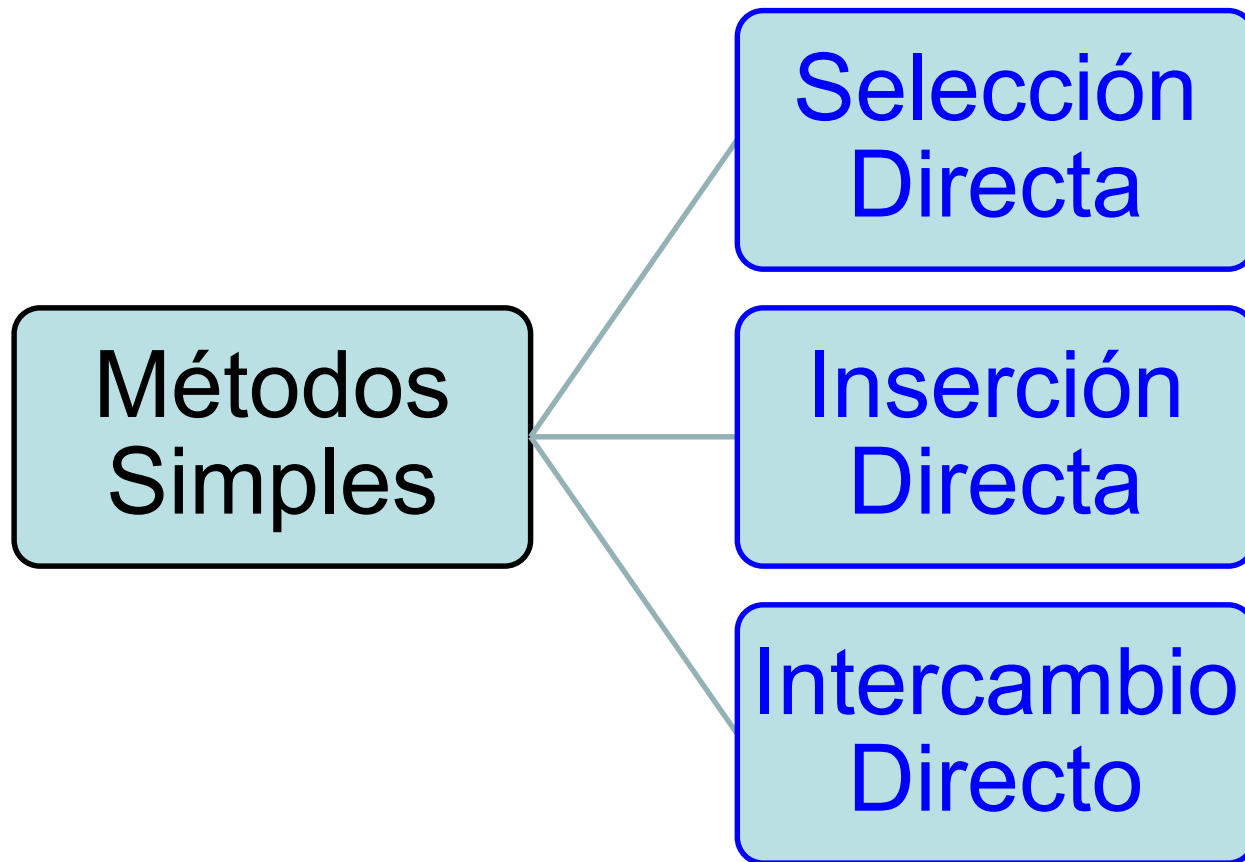 Métodos
Simples
Selección
Directa
Inserción
Directa
Intercambio
Directo